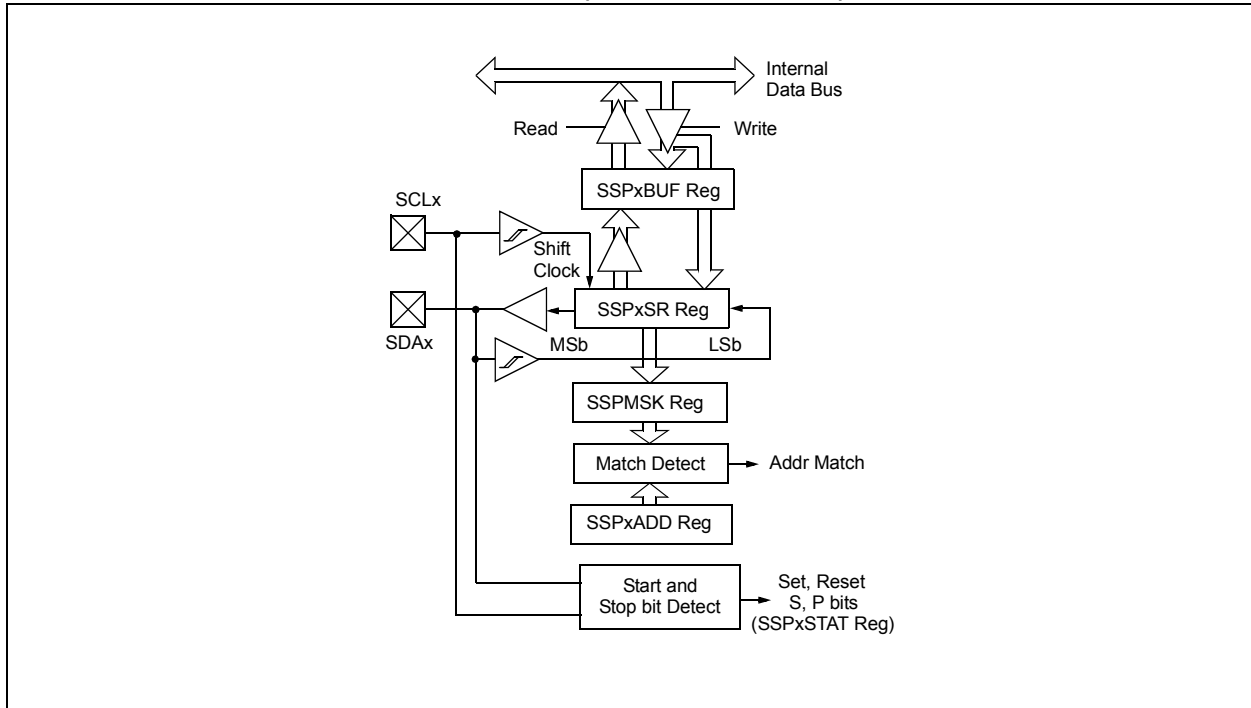 Internal
Data Bus
Read
Write
SSPxBUF Reg
SCLx
Shift
Clock
SSPxSR Reg
SDAx
MSb
LSb
SSPMSK Reg
Match Detect
Addr Match
SSPxADD Reg
Start and
Stop bit Detect
Set, Reset
S, P bits
(SSPxSTAT Reg)